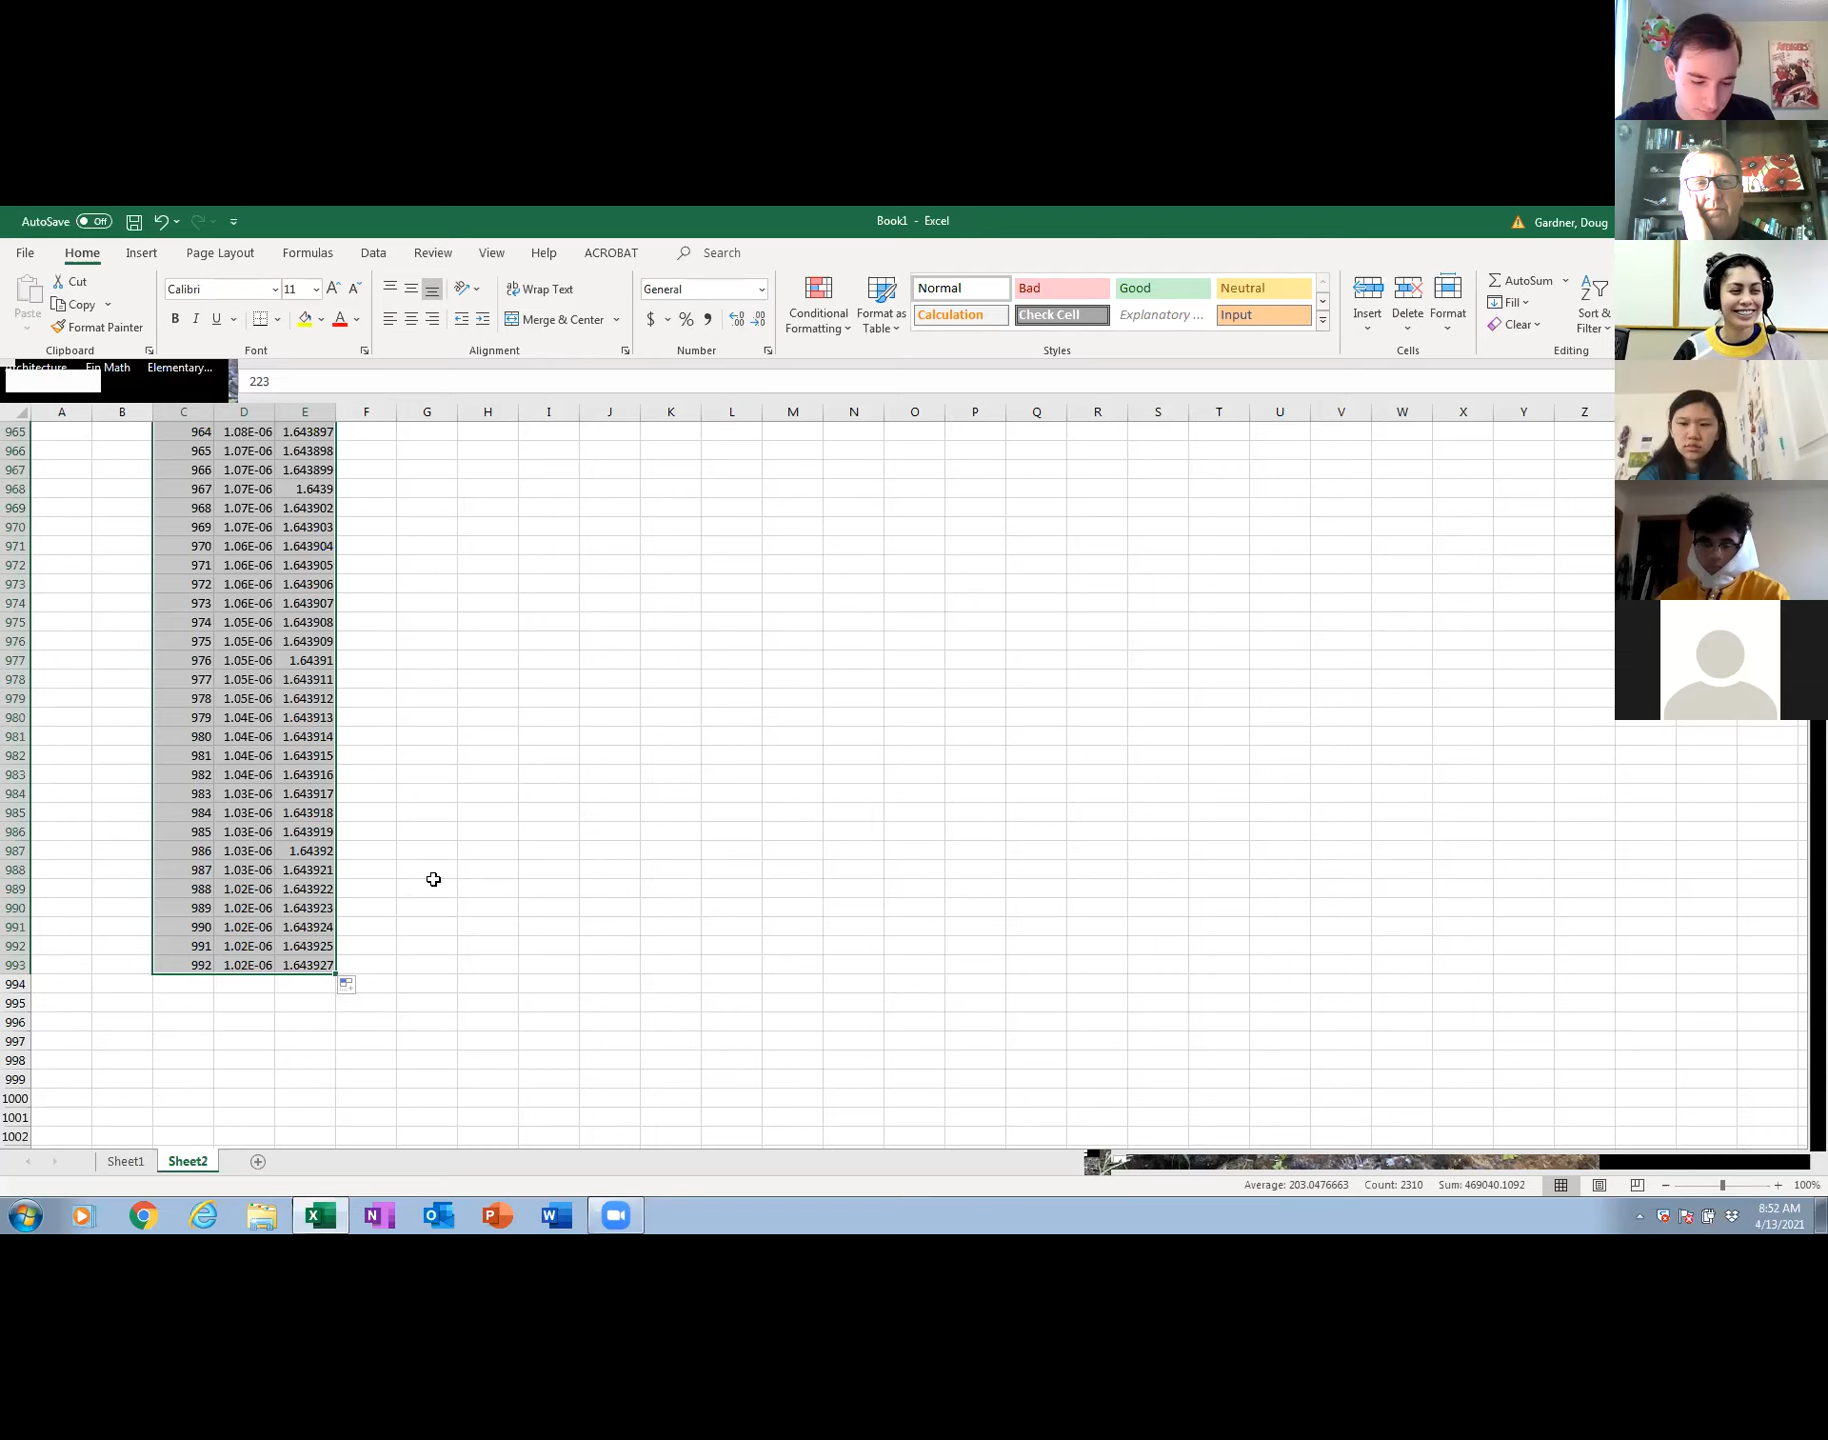 AVENGERS
AutoSave Off
Book1 - Excel
Gardner, Doug
File Home Insert Page Layout Formulas Data Review View Help ACROBAT Search
Paste
Cut
Copy
Format Painter
Clipboard
Calibri 11
B I U
Font
Wrap Text
Merge & Center
Alignment
General
$ % ,
Number
Conditional Formatting
Format as Table
Normal Bad Good Neutral
Calculation Check Cell Explanatory ... Input
Styles
Insert Delete Format
Cells
AutoSum
Fill
Clear
Sort & Filter
Editing
Fin Math Elementary...
223
A B C D E F G H I J K L M N O P Q R S T U V W X Y Z
965 964 1.08E-06 1.643897
966 965 1.07E-06 1.643898
967 966 1.07E-06 1.643899
968 967 1.07E-06 1.6439
969 968 1.07E-06 1.643902
970 969 1.07E-06 1.643903
971 970 1.06E-06 1.643904
972 971 1.06E-06 1.643905
973 972 1.06E-06 1.643906
974 973 1.06E-06 1.643907
975 974 1.05E-06 1.643908
976 975 1.05E-06 1.643909
977 976 1.05E-06 1.64391
978 977 1.05E-06 1.643911
979 978 1.05E-06 1.643912
980 979 1.04E-06 1.643913
981 980 1.04E-06 1.643914
982 981 1.04E-06 1.643915
983 982 1.04E-06 1.643916
984 983 1.03E-06 1.643917
985 984 1.03E-06 1.643918
986 985 1.03E-06 1.643919
987 986 1.03E-06 1.64392
988 987 1.03E-06 1.643921
989 988 1.02E-06 1.643922
990 989 1.02E-06 1.643923
991 990 1.02E-06 1.643924
992 991 1.02E-06 1.643925
993 992 1.02E-06 1.643927
994
995
996
997
998
999
1000
1001
1002
Sheet1 Sheet2
Average: 203.0476663 Count: 2310 Sum: 469040.1092 100%
8:52 AM
4/13/2021